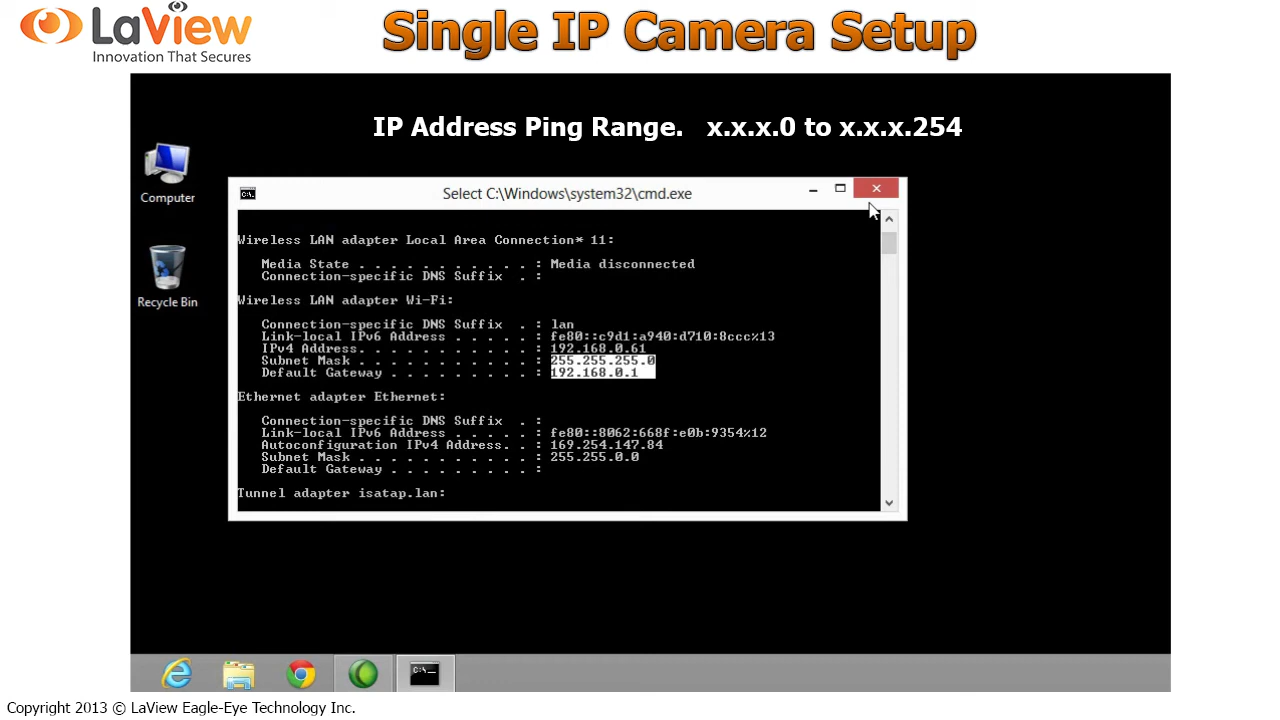 LaView
Innovation That Secures
Single IP Camera Setup
IP Address Ping Range. x.x.x.0 to x.x.x.254
Computer
Recycle Bin
C:\.
Select C:\Windows\system32\cmd.exe
Wireless LAN adapter Local Area Connection* 11:
Media State . . . . . . . . . . . : Media disconnected
Connection-specific DNS Suffix . :
Wireless LAN adapter Wi-Fi:
Connection-specific DNS Suffix . : lan
Link-local IPv6 Address . . . . . : fe80::c9d1:a940:d710:8ccc%13
IPv4 Address. . . . . . . . . . . : 192.168.0.61
Subnet Mask . . . . . . . . . . . : 255.255.255.0
Default Gateway . . . . . . . . . : 192.168.0.1
Ethernet adapter Ethernet:
Connection-specific DNS Suffix . :
Link-local IPv6 Address . . . . . : fe80::8062:668f:e0b:9354%12
Autoconfiguration IPv4 Address. . : 169.254.147.84
Subnet Mask . . . . . . . . . . . : 255.255.0.0
Default Gateway . . . . . . . . . :
Tunnel adapter isatap.lan:
C:\.
Copyright 2013 © LaView Eagle-Eye Technology Inc.